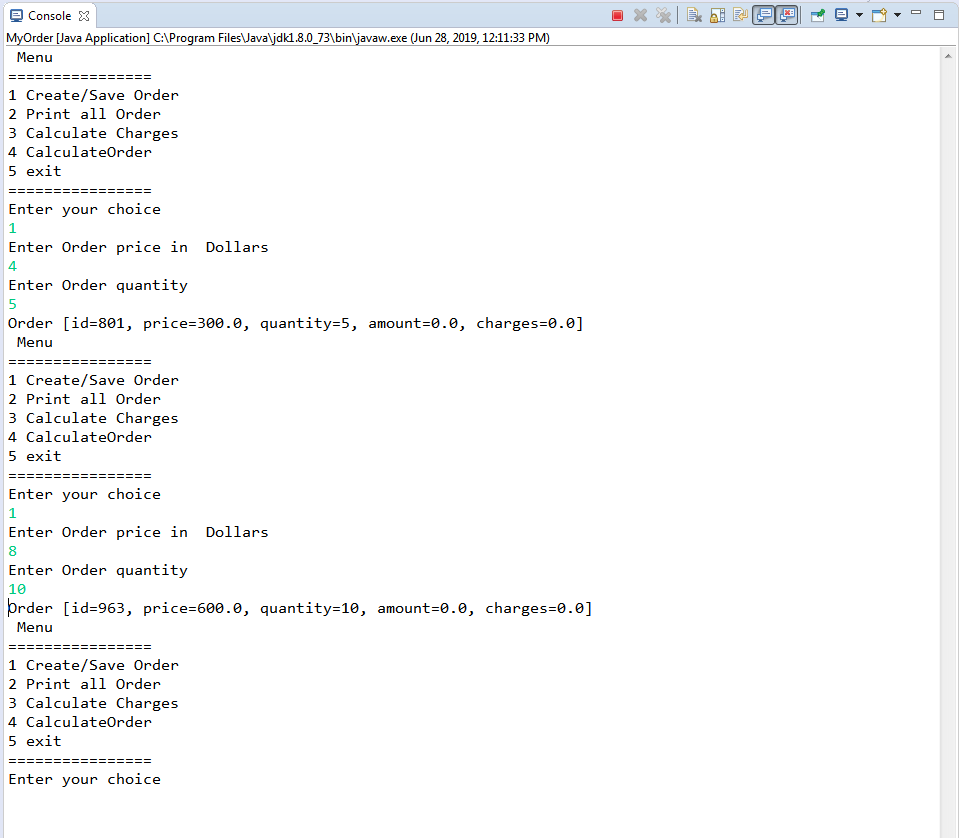 Console
MyOrder [Java Application] C:\Program Files\Java\jdk1.8.0_73\bin\javaw.exe (Jun 28, 2019, 12:11:33 PM)
Menu
================
1 Create/Save Order
2 Print all Order
3 Calculate Charges
4 CalculateOrder
5 exit
================
Enter your choice
1
Enter Order price in  Dollars
4
Enter Order quantity
5
Order [id=801, price=300.0, quantity=5, amount=0.0, charges=0.0]
Menu
================
1 Create/Save Order
2 Print all Order
3 Calculate Charges
4 CalculateOrder
5 exit
================
Enter your choice
1
Enter Order price in  Dollars
8
Enter Order quantity
10
Order [id=963, price=600.0, quantity=10, amount=0.0, charges=0.0]
Menu
================
1 Create/Save Order
2 Print all Order
3 Calculate Charges
4 CalculateOrder
5 exit
================
Enter your choice